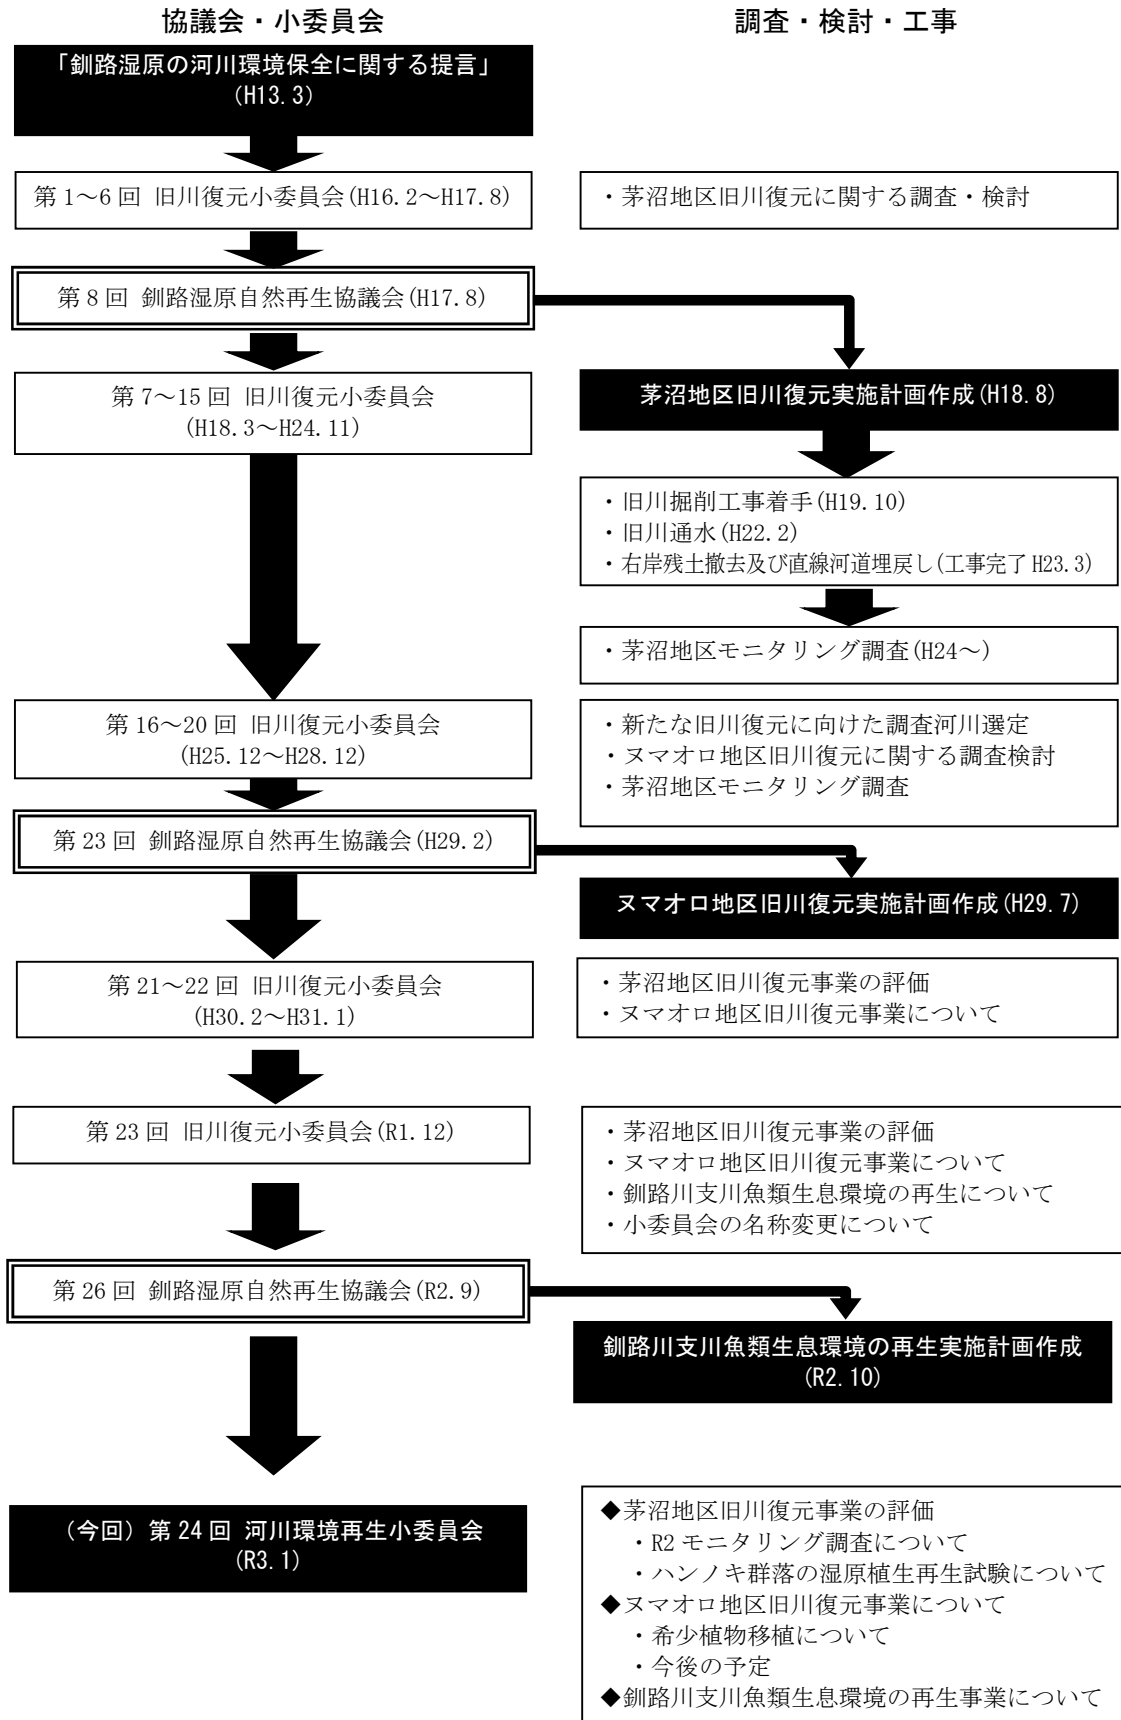 協議会・小委員会
調査・検討・工事
「釧路湿原の河川環境保全に関する提言」
(H13.3)
第1～6回 旧川復元小委員会(H16.2～H17.8)
・茅沼地区旧川復元に関する調査・検討
第8回 釧路湿原自然再生協議会(H17.8)
第7～15回 旧川復元小委員会
(H18.3～H24.11)
茅沼地区旧川復元実施計画作成(H18.8)
・旧川掘削工事着手(H19.10)
・旧川通水(H22.2)
・右岸残土撤去及び直線河道埋戻し(工事完了H23.3)
・茅沼地区モニタリング調査(H24～)
第16～20回 旧川復元小委員会
(H25.12～H28.12)
・新たな旧川復元に向けた調査河川選定
・ヌマオロ地区旧川復元に関する調査検討
・茅沼地区モニタリング調査
第23回 釧路湿原自然再生協議会(H29.2)
ヌマオロ地区旧川復元実施計画作成(H29.7)
第21～22回 旧川復元小委員会
(H30.2～H31.1)
・茅沼地区旧川復元事業の評価
・ヌマオロ地区旧川復元事業について
第23回 旧川復元小委員会(R1.12)
・茅沼地区旧川復元事業の評価
・ヌマオロ地区旧川復元事業について
・釧路川支川魚類生息環境の再生について
・小委員会の名称変更について
第26回 釧路湿原自然再生協議会(R2.9)
釧路川支川魚類生息環境の再生実施計画作成
(R2.10)
(今回)第24回 河川環境再生小委員会
(R3.1)
◆茅沼地区旧川復元事業の評価
・R2モニタリング調査について
・ハンノキ群落の湿原植生再生試験について
◆ヌマオロ地区旧川復元事業について
・希少植物移植について
・今後の予定
◆釧路川支川魚類生息環境の再生事業について